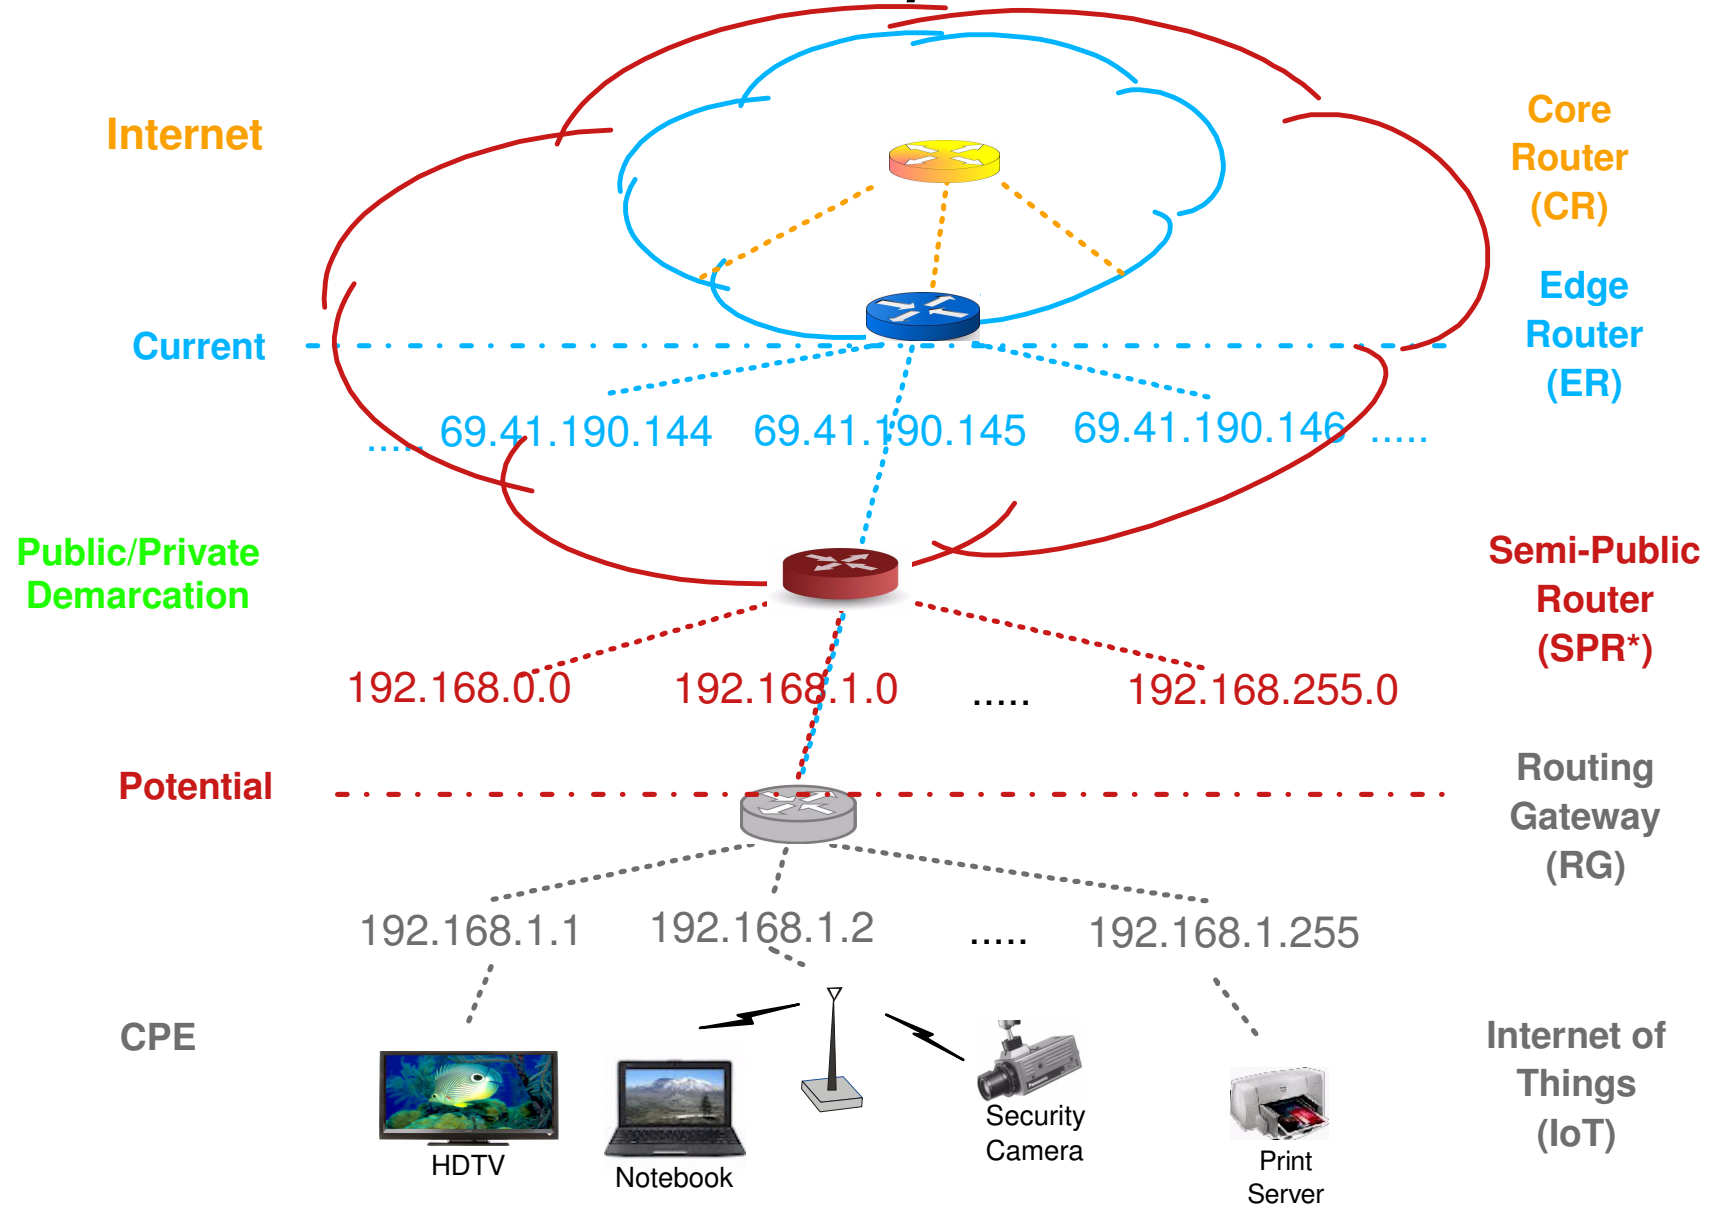 Internet
Core
Router
(CR)
Edge
Router
(ER)
Current
..... 69.41.190.144 69.41.190.145 69.41.190.146 .....
Public/Private
Demarcation
Semi-Public
Router
(SPR*)
192.168.0.0 192.168.1.0 ..... 192.168.255.0
Potential
Routing
Gateway
(RG)
192.168.1.1 192.168.1.2 ..... 192.168.1.255
CPE
Internet of
Things
(IoT)
HDTV
Notebook
Security
Camera
Print
Server